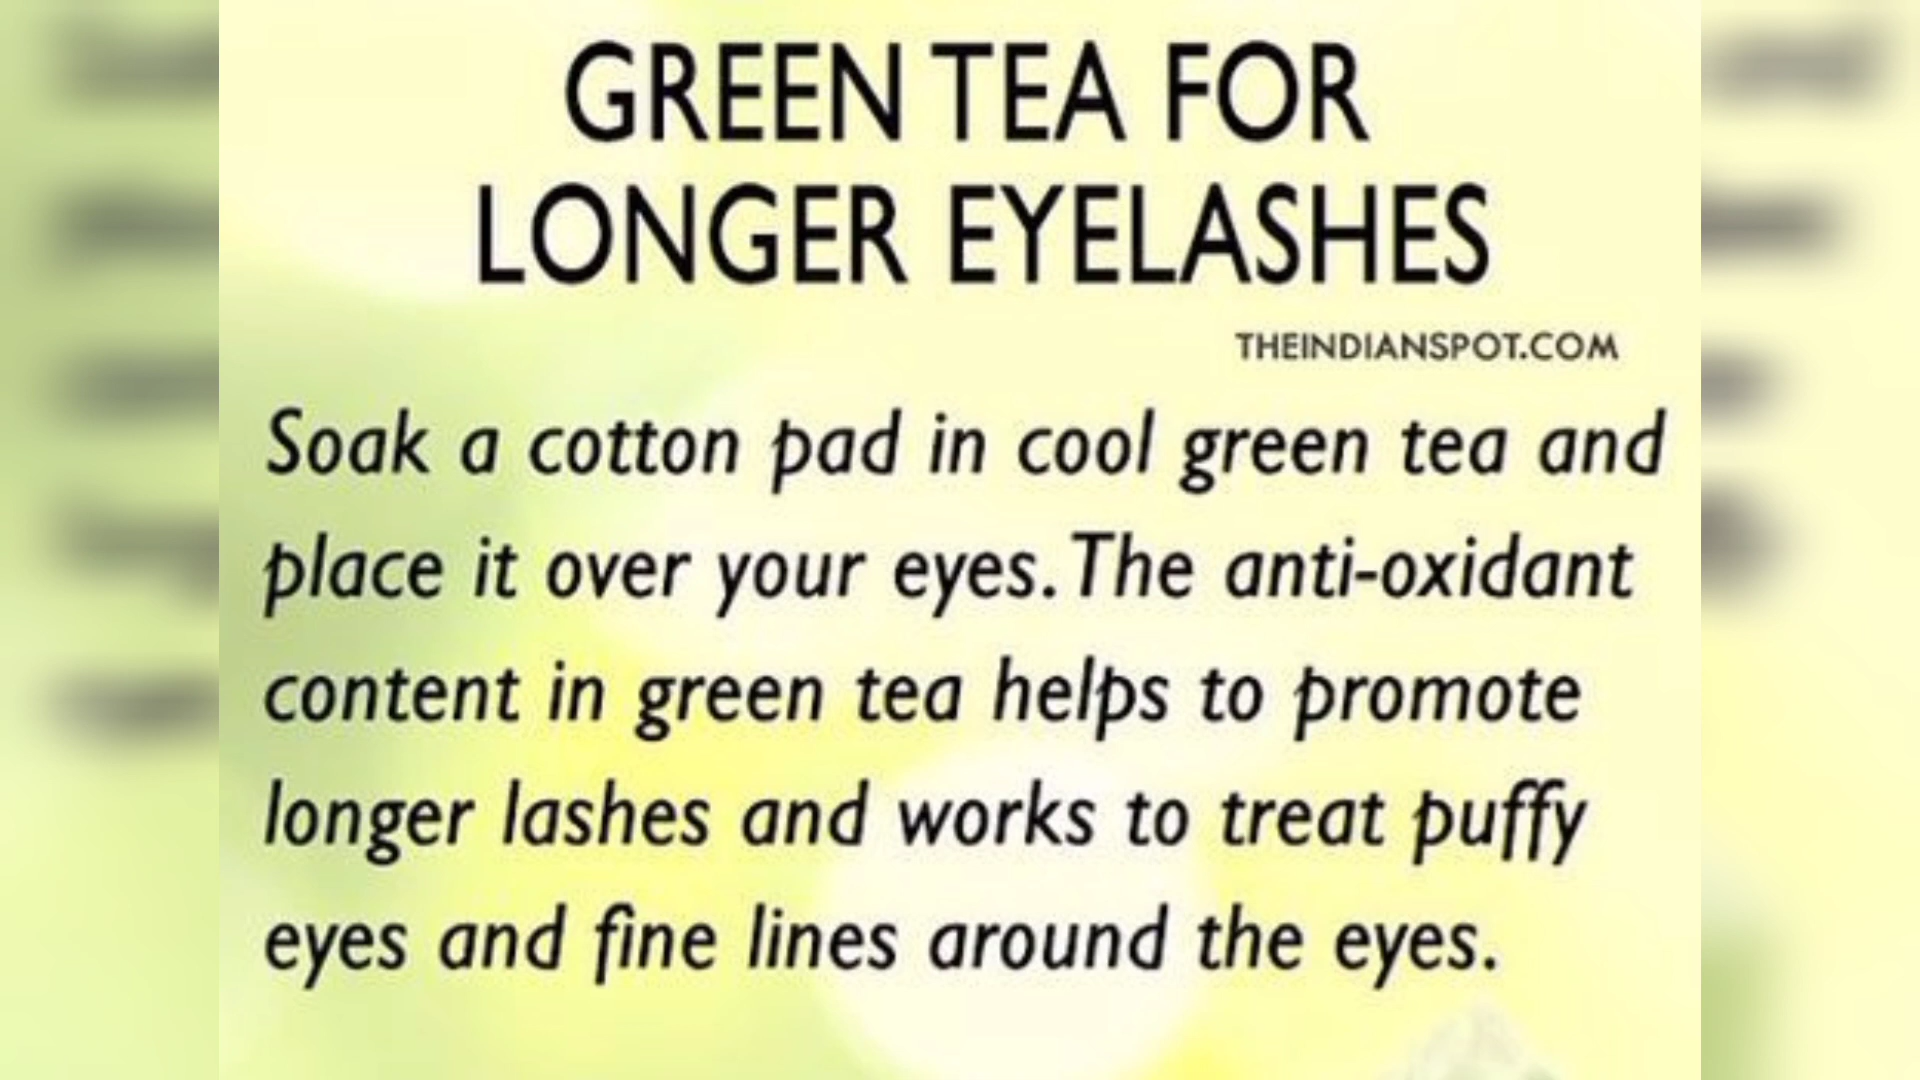 GREEN TEA FOR
LONGER EYELASHES
THEINDIANSPOT.COM
Soak a cotton pad in cool green tea and
place it over your eyes. The anti-oxidant
content in green tea helps to promote
longer lashes and works to treat puffy
eyes and fine lines around the eyes.